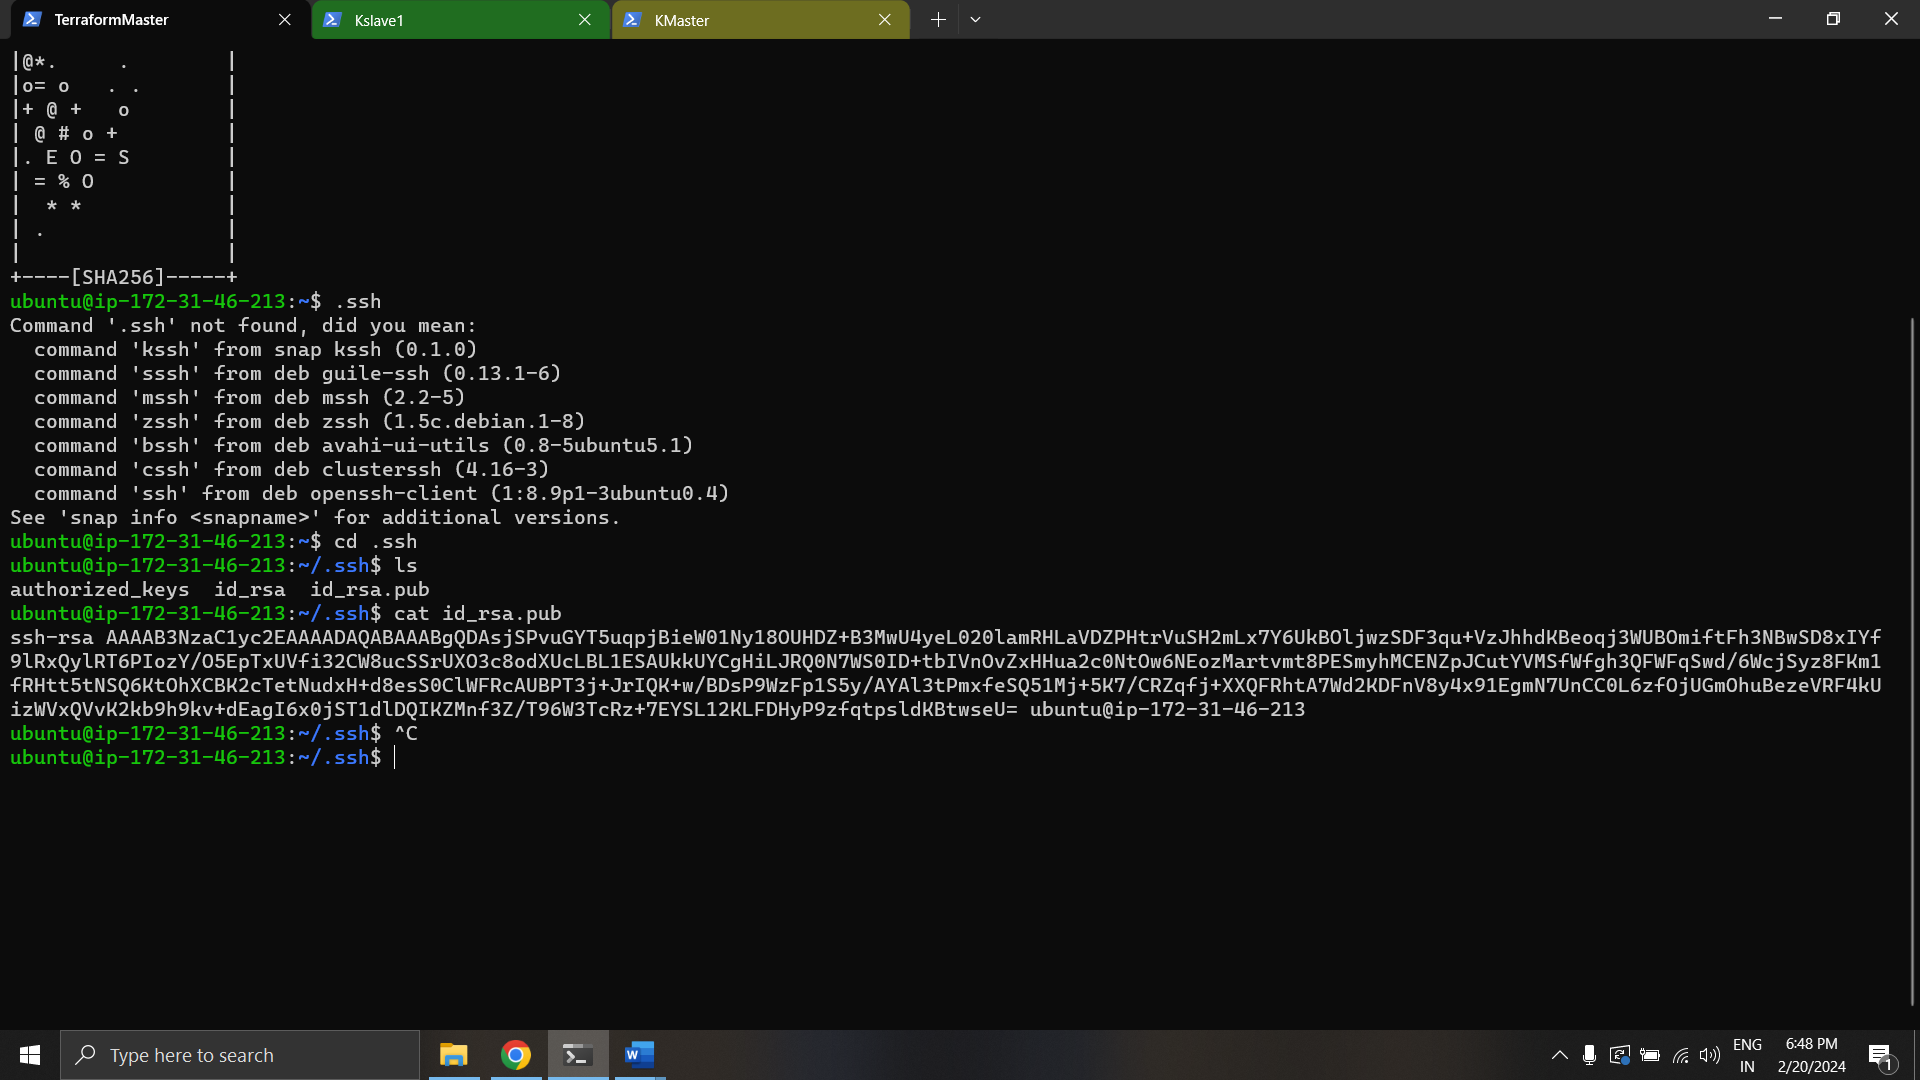 TerraformMaster
Kslave1
KMaster
|@*.     .        |
|o= o   . .       |
|+ @ +   o        |
| @ # o +         |
|. E O = S        |
| = % O           |
|  * *            |
| .               |
|                 |
+----[SHA256]-----+
ubuntu@ip-172-31-46-213:~$ .ssh
Command '.ssh' not found, did you mean:
  command 'kssh' from snap kssh (0.1.0)
  command 'sssh' from deb guile-ssh (0.13.1-6)
  command 'mssh' from deb mssh (2.2-5)
  command 'zssh' from deb zssh (1.5c.debian.1-8)
  command 'bssh' from deb avahi-ui-utils (0.8-5ubuntu5.1)
  command 'cssh' from deb clusterssh (4.16-3)
  command 'ssh' from deb openssh-client (1:8.9p1-3ubuntu0.4)
See 'snap info <snapname>' for additional versions.
ubuntu@ip-172-31-46-213:~$ cd .ssh
ubuntu@ip-172-31-46-213:~/.ssh$ ls
authorized_keys  id_rsa  id_rsa.pub
ubuntu@ip-172-31-46-213:~/.ssh$ cat id_rsa.pub
ssh-rsa AAAAB3NzaC1yc2EAAAADAQABAAABgQDAsjSPvuGYT5uqpjBieW01Ny18OUHDZ+B3MwU4yeL020lamRHLaVDZPHtrVuSH2mLx7Y6UkBOljwzSDF3qu+VzJhhdKBeoqj3WUBOmiftFh3NBwSD8xIYf
9lRxQylRT6PIozY/O5EpTxUVfi32CW8ucSSrUXO3c8odXUcLBL1ESAUkkUYCgHiLJRQ0N7WS0ID+tbIVnOvZxHHua2c0NtOw6NEozMartvmt8PESmyhMCENZpJCutYVMSfWfgh3QFWFqSwd/6WcjSyz8FKm1
fRHtt5tNSQ6KtOhXCBK2cTetNudxH+d8esS0ClWFRcAUBPT3j+JrIQK+w/BDsP9WzFp1S5y/AYAl3tPmxfeSQ51Mj+5K7/CRZqfj+XXQFRhtA7Wd2KDFnV8y4x91EgmN7UnCC0L6zfOjUGmOhuBezeVRF4kU
izWVxQVvK2kb9h9kv+dEagI6x0jST1dlDQIKZMnf3Z/T96W3TcRz+7EYSL12KLFDHyP9zfqtpsldKBtwseU= ubuntu@ip-172-31-46-213
ubuntu@ip-172-31-46-213:~/.ssh$ ^C
ubuntu@ip-172-31-46-213:~/.ssh$
Type here to search
ENG
IN
6:48 PM
2/20/2024
1